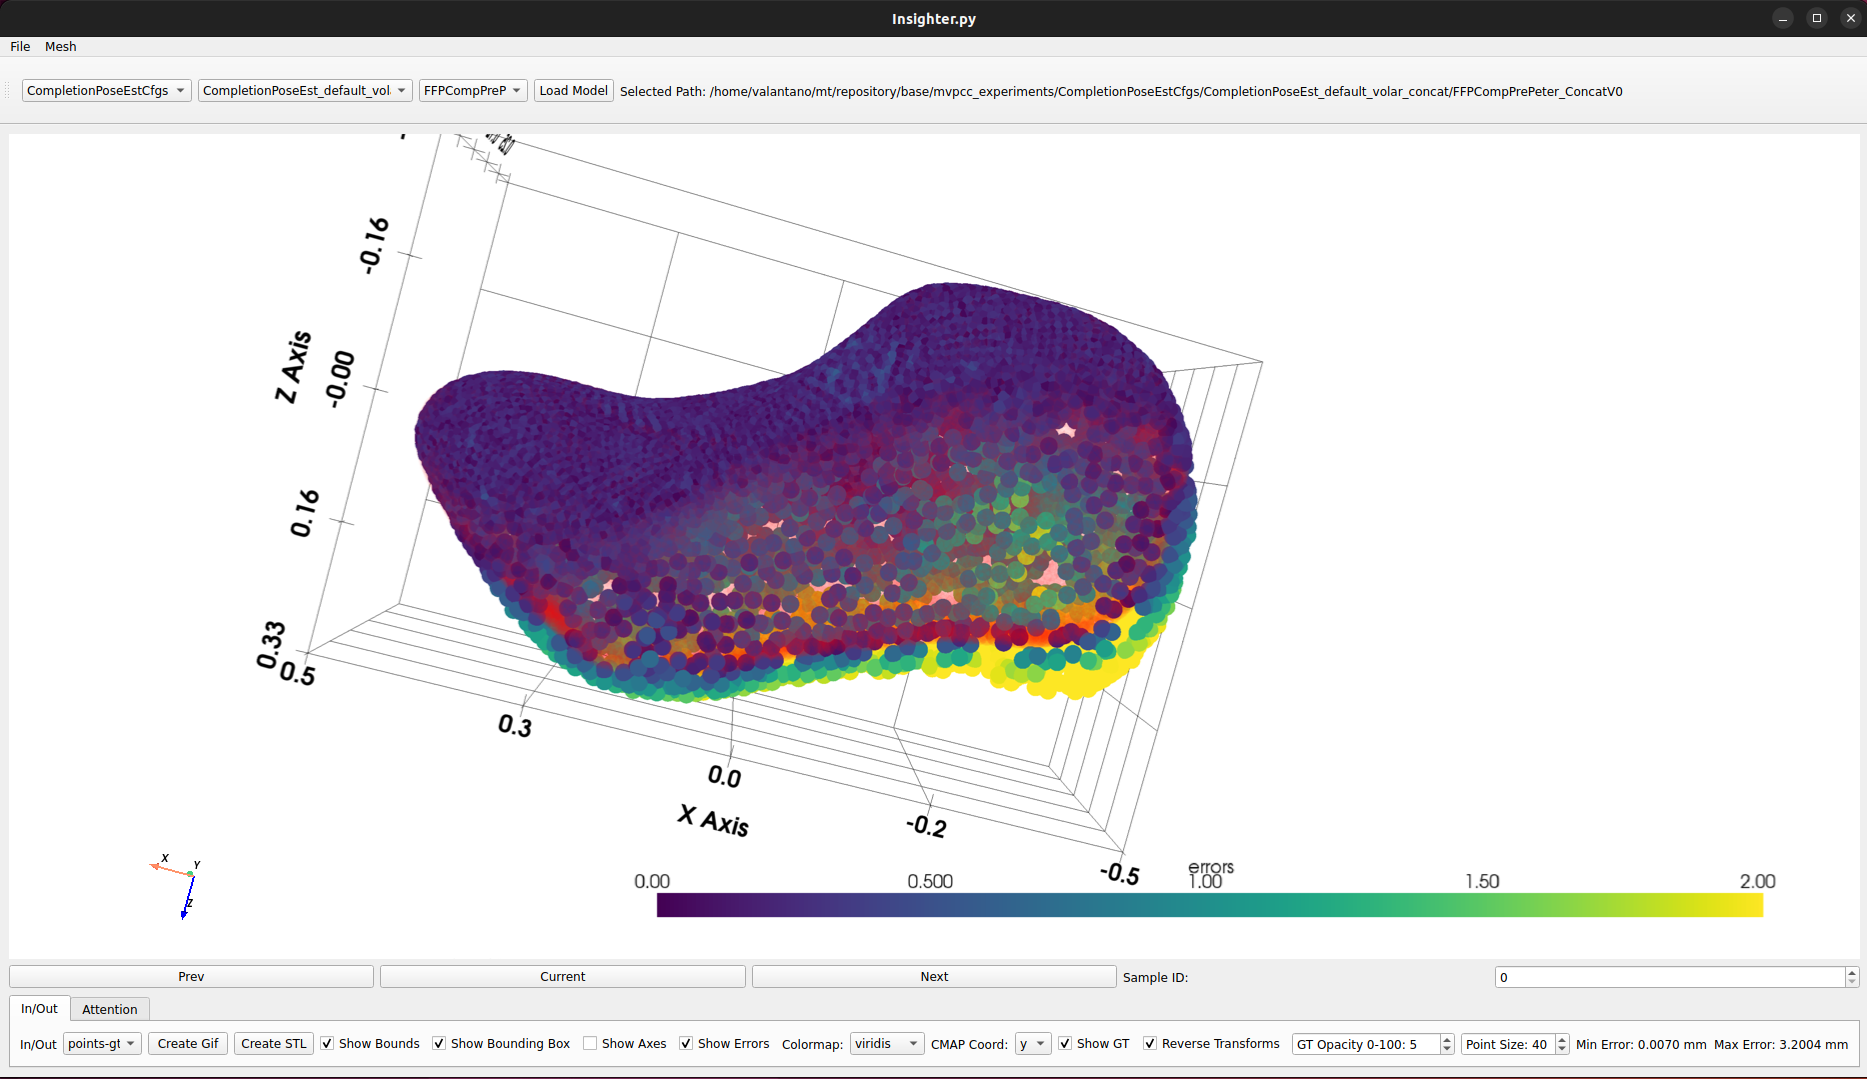 Insighter.py
File Mesh
CompletionPoseEstCfgs CompletionPoseEst_default_vol FFPCompPreP Load Model Selected Path: /home/valantano/mt/repository/base/mvpcc_experiments/CompletionPoseEstCfgs/CompletionPoseEst_default_volar_concat/FFPCompPrePeter_ConcatV0
-0.16
Z Axis
-0.00
0.16
0.33
0.5
0.3
0.0
X Axis
-0.2
-0.5
X
Y
Z
errors
0.00 0.500 1.00 1.50 2.00
Prev Current Next Sample ID: 0
In/Out Attention
In/Out points-gt Create Gif Create STL Show Bounds Show Bounding Box Show Axes Show Errors Colormap: viridis CMAP Coord: y Show GT Reverse Transforms GT Opacity 0-100: 5 Point Size: 40 Min Error: 0.0070 mm Max Error: 3.2004 mm